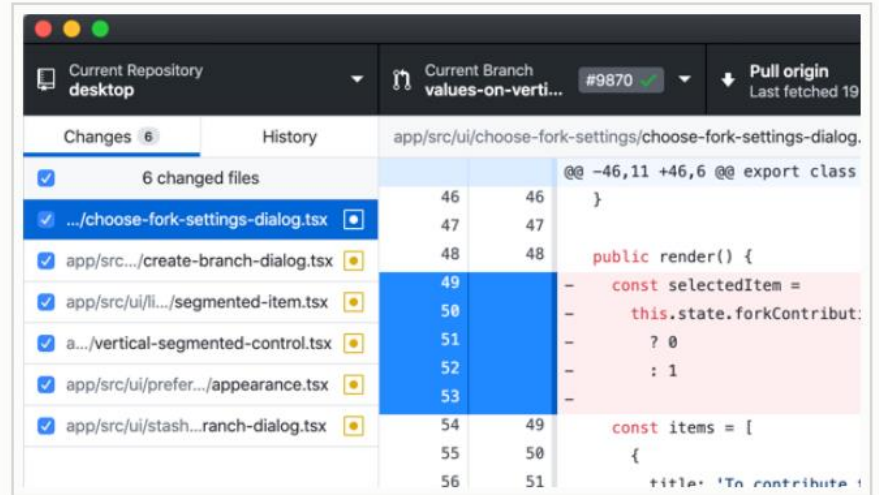 Current Repository
desktop
Current Branch
values-on-verti...
#9870
Pull origin
Last fetched 19
Changes 6
History
app/src/ui/choose-fork-settings/choose-fork-settings-dialog.
6 changed files
.../choose-fork-settings-dialog.tsx
app/src.../create-branch-dialog.tsx
app/src/ui/li.../segmented-item.tsx
a.../vertical-segmented-control.tsx
app/src/ui/prefer.../appearance.tsx
app/src/ui/stash...ranch-dialog.tsx
@@ -46,11 +46,6 @@ export class
46 46 }
47 47
48 48 public render() {
49 - const selectedItem =
50 - this.state.forkContributi
51 - ? 0
52 - : 1
53 -
54 49 const items = [
55 50 {
56 51 title: 'To contribute t